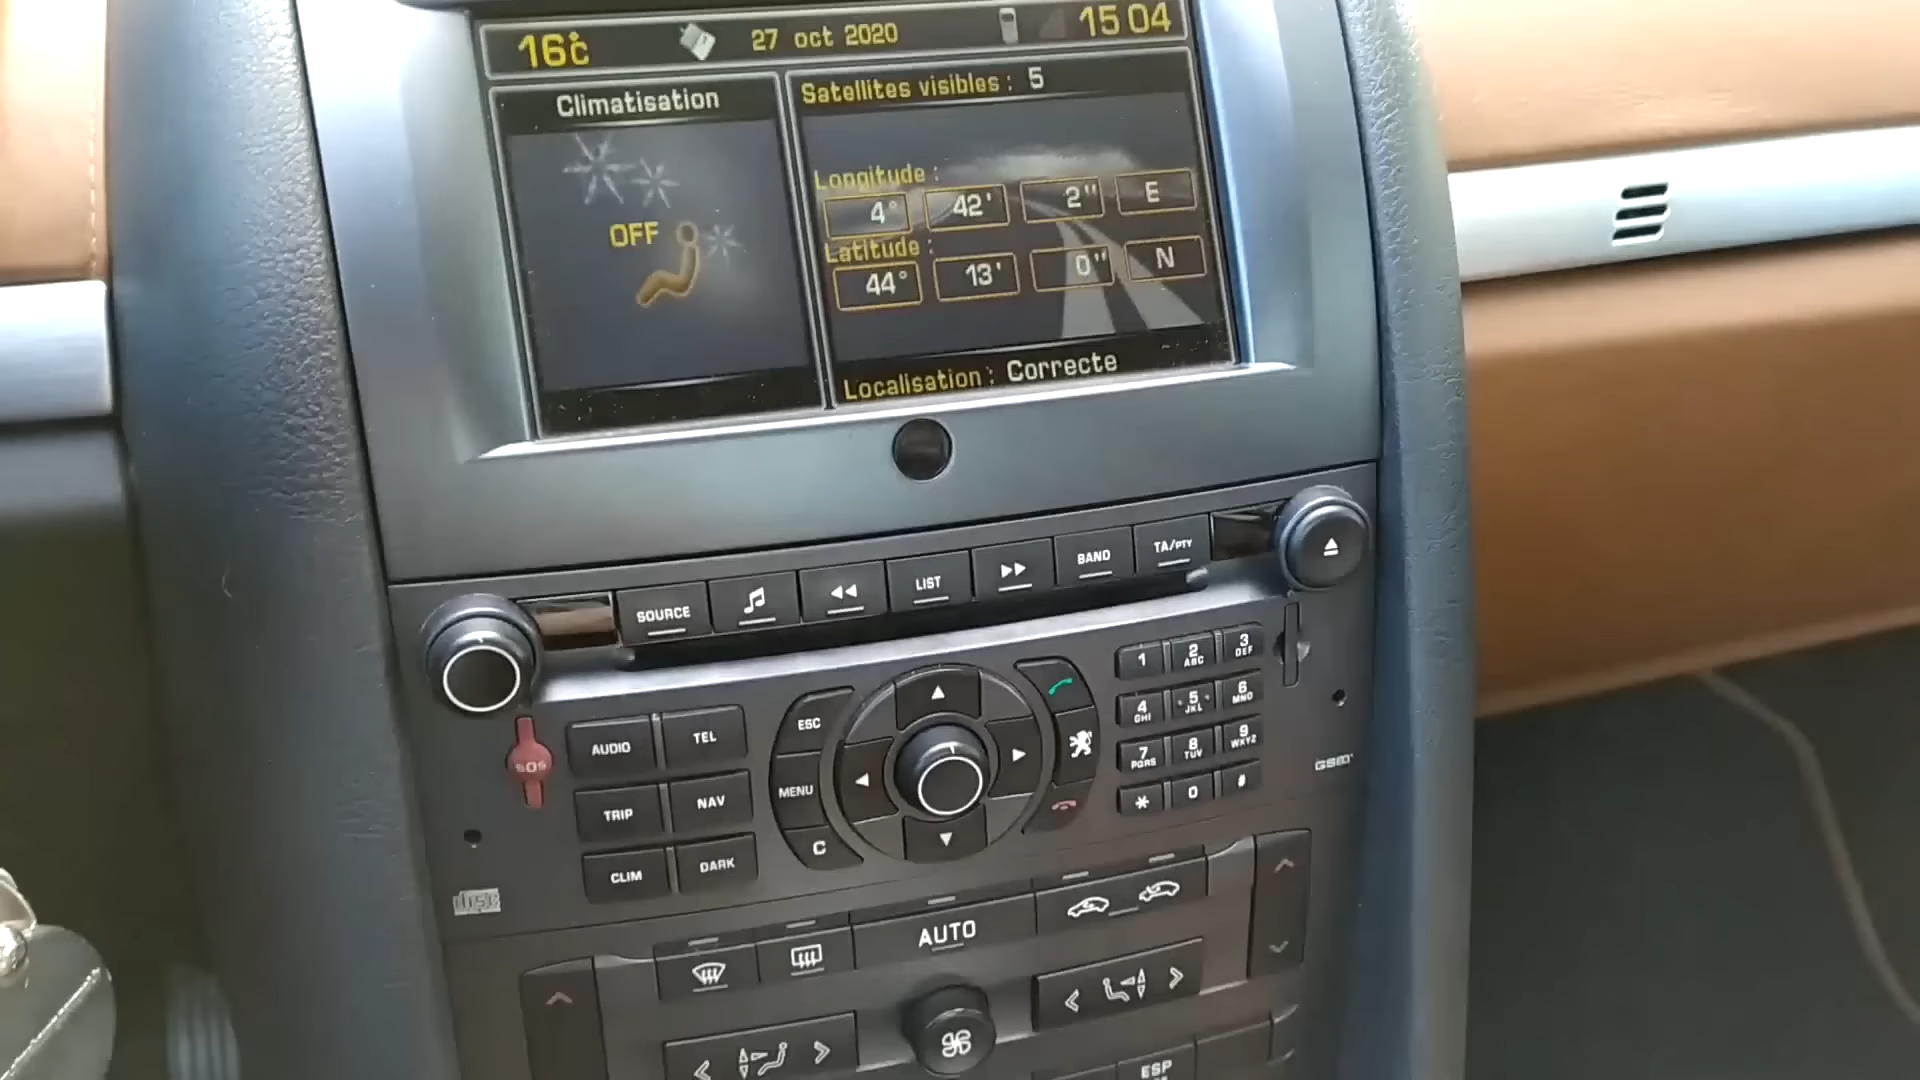 16°c 27 oct 2020 15 04
Climatisation
OFF
Satellites visibles : 5
Longitude :
4° 42' 2'' E
Latitude :
44° 13' 0'' N
Localisation : Correcte
SOURCE LIST BAND TA/PTY
SOS
AUDIO TEL
TRIP NAV
CLIM DARK
ESC
MENU
C
1 2 ABC 3 DEF
4 GHI 5 JKL 6 MNO
7 PQRS 8 TUV 9 WXYZ
* 0 #
GSM
disc
AUTO
ESP